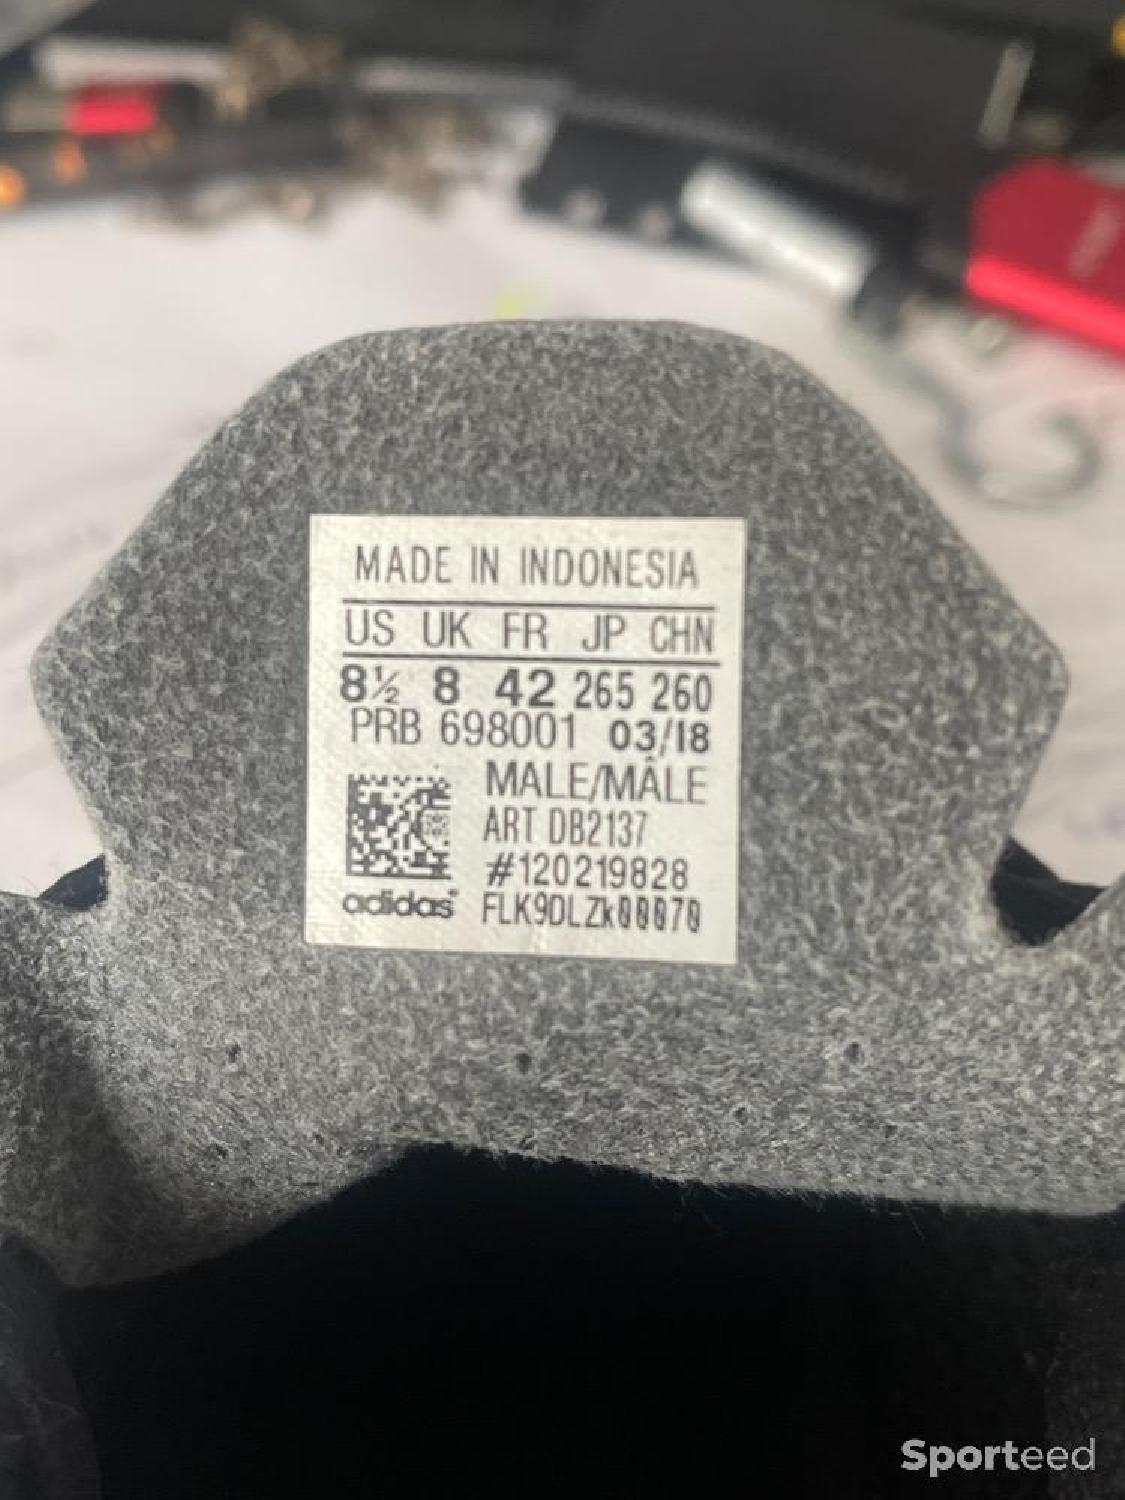 MADE IN INDONESIA
US UK FR JP CHN
8½ 8 42 265 260
PRB 698001 03/18
MALE/MÂLE
ART DB2137
#120219828
adidas FLK9DLZk00070
Sporteed